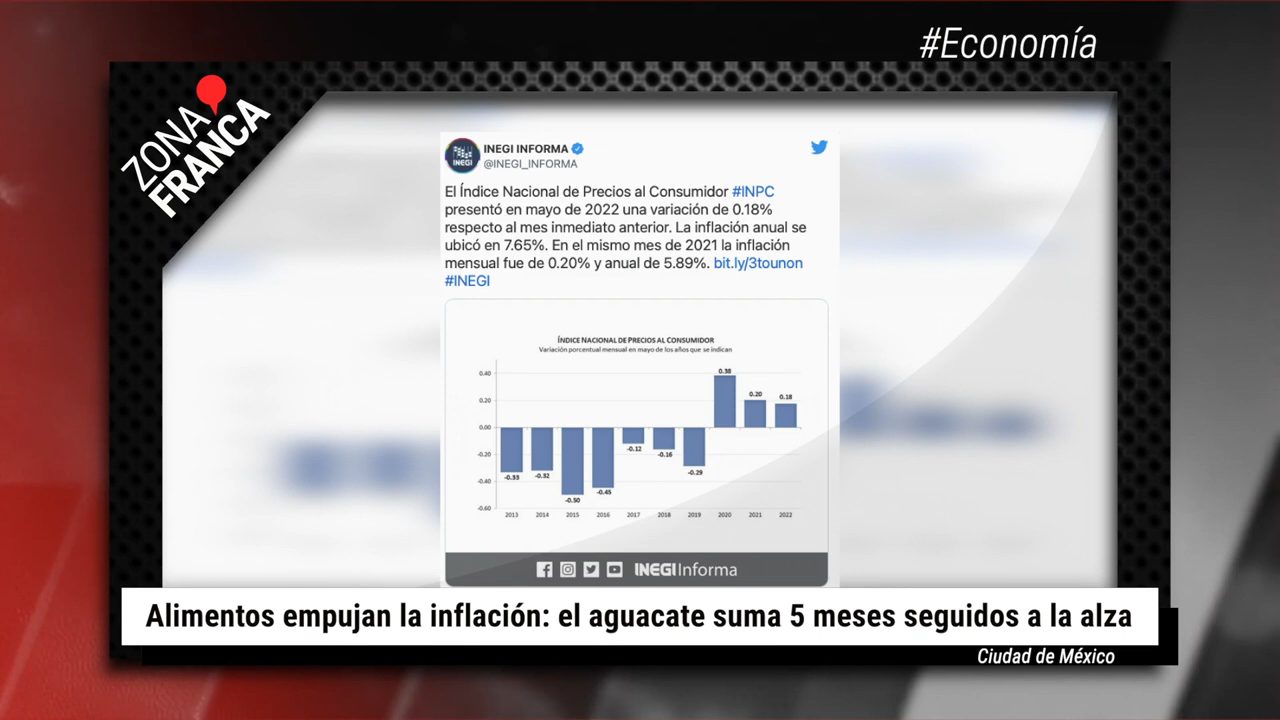 #Economía
ZONA
FRANCA
INEGI INFORMA
@INEGI_INFORMA
INEGI
El Índice Nacional de Precios al Consumidor #INPC
presentó en mayo de 2022 una variación de 0.18%
respecto al mes inmediato anterior. La inflación anual se
ubicó en 7.65%. En el mismo mes de 2021 la inflación
mensual fue de 0.20% y anual de 5.89%. bit.ly/3tounon
#INEGI
ÍNDICE NACIONAL DE PRECIOS AL CONSUMIDOR
Variación porcentual mensual en mayo de los años que se indican
0.40
0.20
0.00
-0.20
-0.40
-0.60
-0.33
-0.32
-0.50
-0.45
-0.12
-0.16
-0.29
0.38
0.20
0.18
2013 2014 2015 2016 2017 2018 2019 2020 2021 2022
INEGI Informa
Alimentos empujan la inflación: el aguacate suma 5 meses seguidos a la alza
Ciudad de México